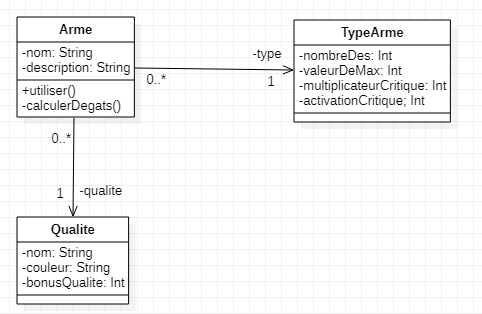 Arme
-nom: String
-description: String
+utiliser()
-calculerDegats()
0..*
-type
1
TypeArme
-nombreDes: Int
-valeurDeMax: Int
-multiplicateurCritique: Int
-activationCritique; Int
0..*
1
-qualite
Qualite
-nom: String
-couleur: String
-bonusQualite: Int